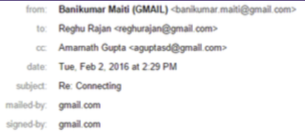 from: Banikumar Maiti (GMAIL) <banikumar.maiti@gmail.com>
to: Reghu Rajan <reghurajan@gmail.com>
cc: Amarnath Gupta <aguptasd@gmail.com>
date: Tue, Feb 2, 2016 at 2:29 PM
subject: Re: Connecting
mailed-by: gmail.com
signed-by: gmail.com